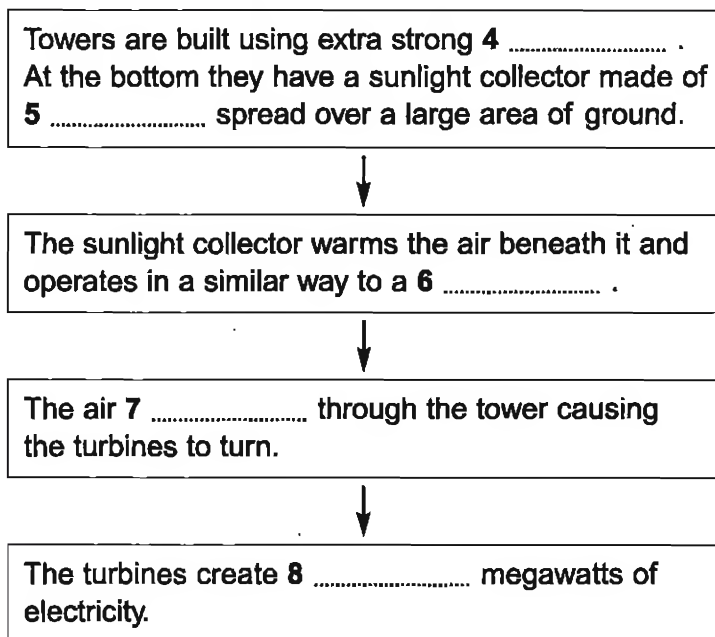 Towers are built using extra strong 4 .............................. .
At the bottom they have a sunlight collector made of
5 .............................. spread over a large area of ground.
The sunlight collector warms the air beneath it and
operates in a similar way to a 6 .............................. .
The air 7 .............................. through the tower causing
the turbines to turn.
The turbines create 8 .............................. megawatts of
electricity.